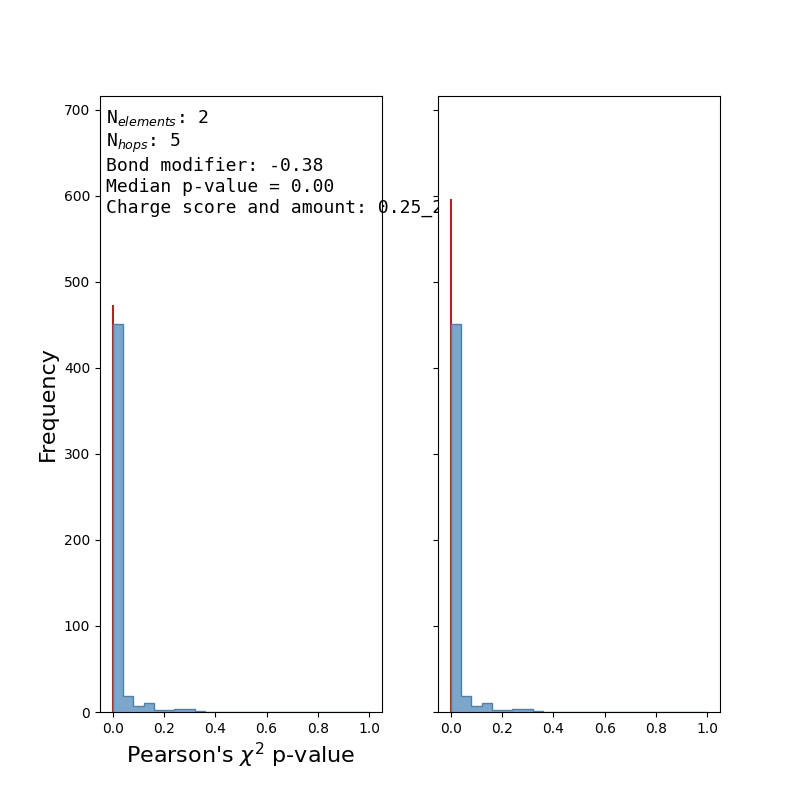 N_elements: 2
N_hops: 5
Bond modifier: -0.38
Median p-value = 0.00
Charge score and amount: 0.25_2
700
600
500
400
300
200
100
0
Frequency
0.0 0.2 0.4 0.6 0.8 1.0
0.0 0.2 0.4 0.6 0.8 1.0
Pearson's χ² p-value